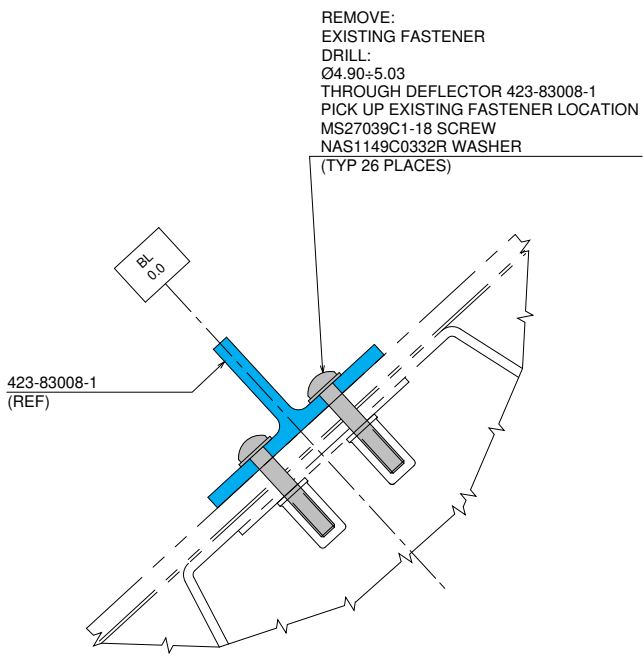 REMOVE:
EXISTING FASTENER
DRILL:
Ø4.90÷5.03
THROUGH DEFLECTOR 423-83008-1
PICK UP EXISTING FASTENER LOCATION
MS27039C1-18 SCREW
NAS1149C0332R WASHER
(TYP 26 PLACES)
BL
0.0
423-83008-1
(REF)